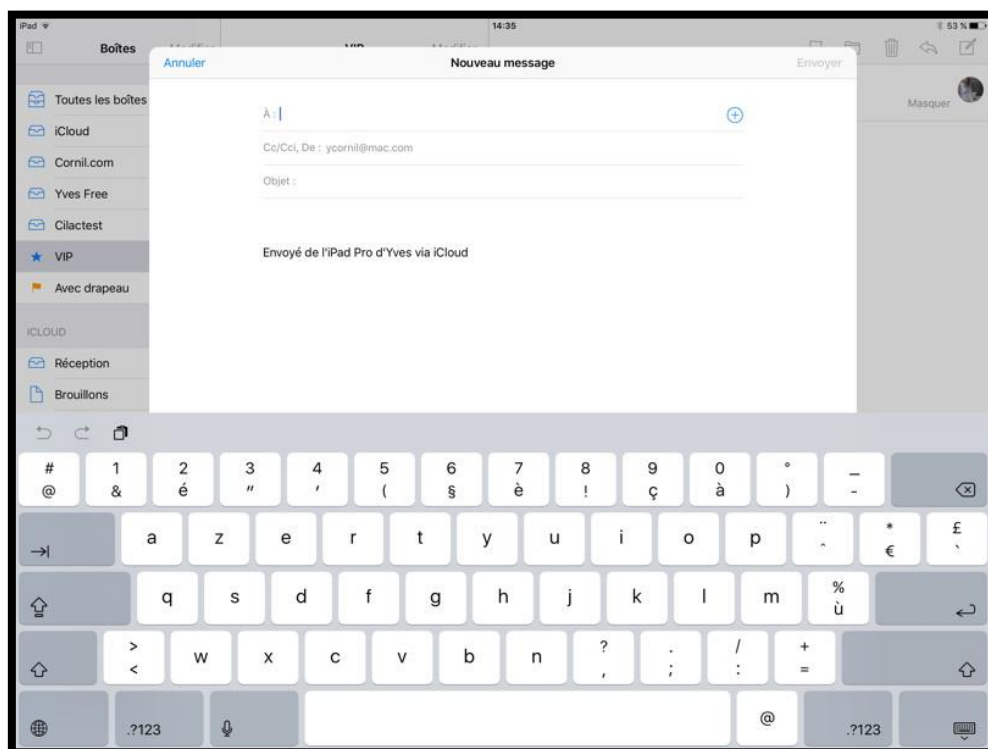 iPad 14:35 53 %
Boîtes
Annuler Nouveau message Envoyer
Toutes les boîtes
iCloud
Cornil.com
Yves Free
Cilactest
VIP
Avec drapeau
ICLOUD
Réception
Brouillons
Masquer
À :
Cc/Cci, De : ycornil@mac.com
Objet :
Envoyé de l'iPad Pro d'Yves via iCloud
# 1 2 3 4 5 6 7 8 9 0 ° _
@ & é " ' ( § è ! ç à ) -
a z e r t y u i o p ¨ * £
^ € `
q s d f g h j k l m %
ù
> w x c v b n ? . / +
< , ; : =
.?123 @ .?123